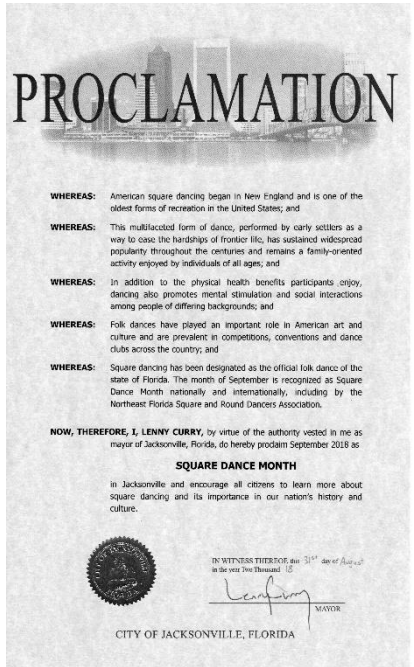 PROCLAMATION
WHEREAS: American square dancing began in New England and is one of the
oldest forms of recreation in the United States; and
WHEREAS: This multifaceted form of dance, performed by early settlers as a
way to ease the hardships of frontier life, has sustained widespread
popularity throughout the centuries and remains a family-oriented
activity enjoyed by individuals of all ages; and
WHEREAS: In addition to the physical health benefits participants enjoy,
dancing also promotes mental stimulation and social interactions
among people of differing backgrounds; and
WHEREAS: Folk dances have played an important role in American art and
culture and are prevalent in competitions, conventions and dance
clubs across the country; and
WHEREAS: Square dancing has been designated as the official folk dance of the
state of Florida. The month of September is recognized as Square
Dance Month nationally and internationally, including by the
Northeast Florida Square and Round Dancers Association.
NOW, THEREFORE, I, LENNY CURRY, by virtue of the authority vested in me as
mayor of Jacksonville, Florida, do hereby proclaim September 2018 as
SQUARE DANCE MONTH
in Jacksonville and encourage all citizens to learn more about
square dancing and its importance in our nation's history and
culture.
IN WITNESS THEREOF, this 31st day of August
in the year Two Thousand 18
MAYOR
CITY OF JACKSONVILLE, FLORIDA